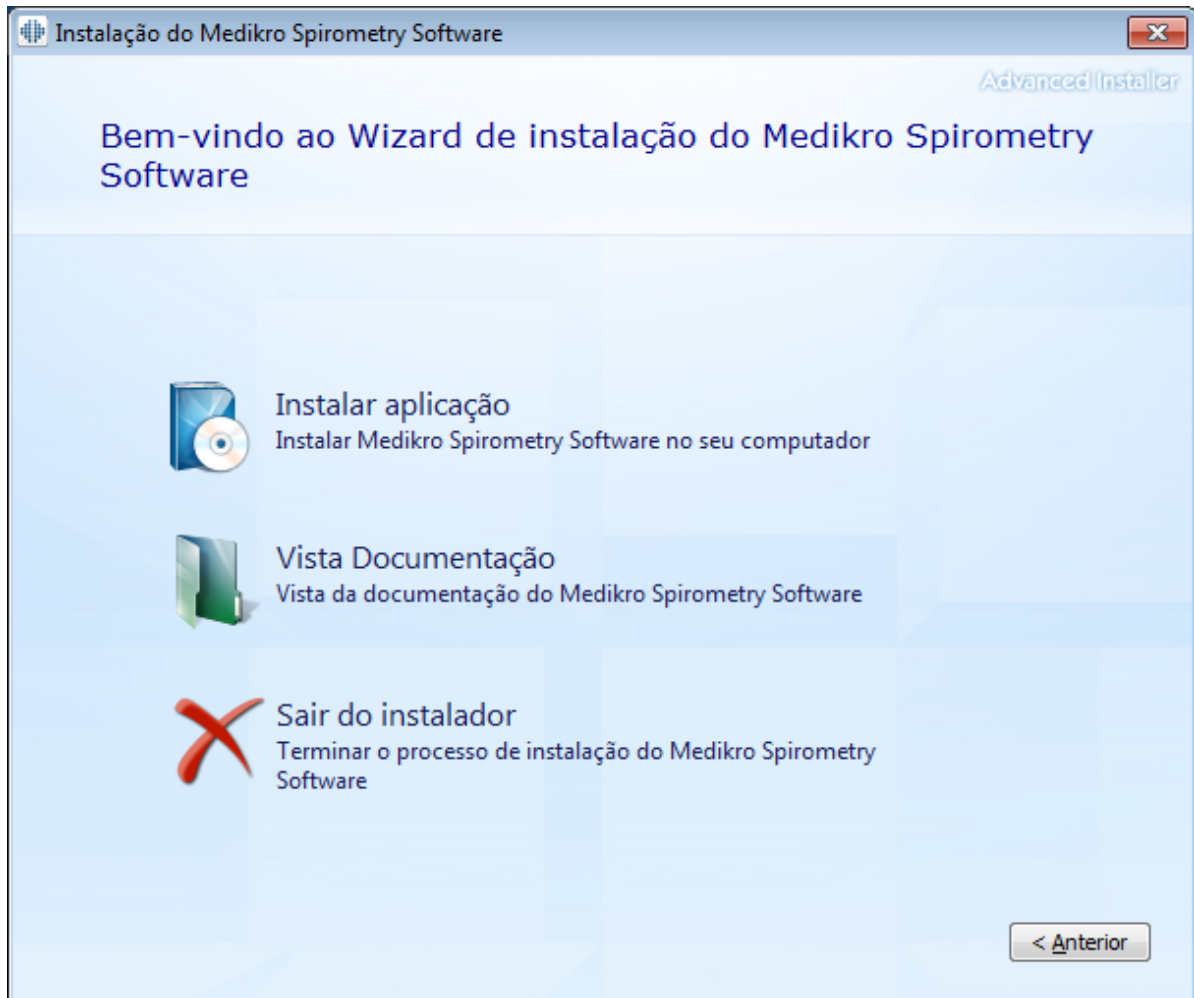 Instalação do Medikro Spirometry Software
Advanced Installer
Bem-vindo ao Wizard de instalação do Medikro Spirometry
Software
Instalar aplicação
Instalar Medikro Spirometry Software no seu computador
Vista Documentação
Vista da documentação do Medikro Spirometry Software
Sair do instalador
Terminar o processo de instalação do Medikro Spirometry
Software
< Anterior